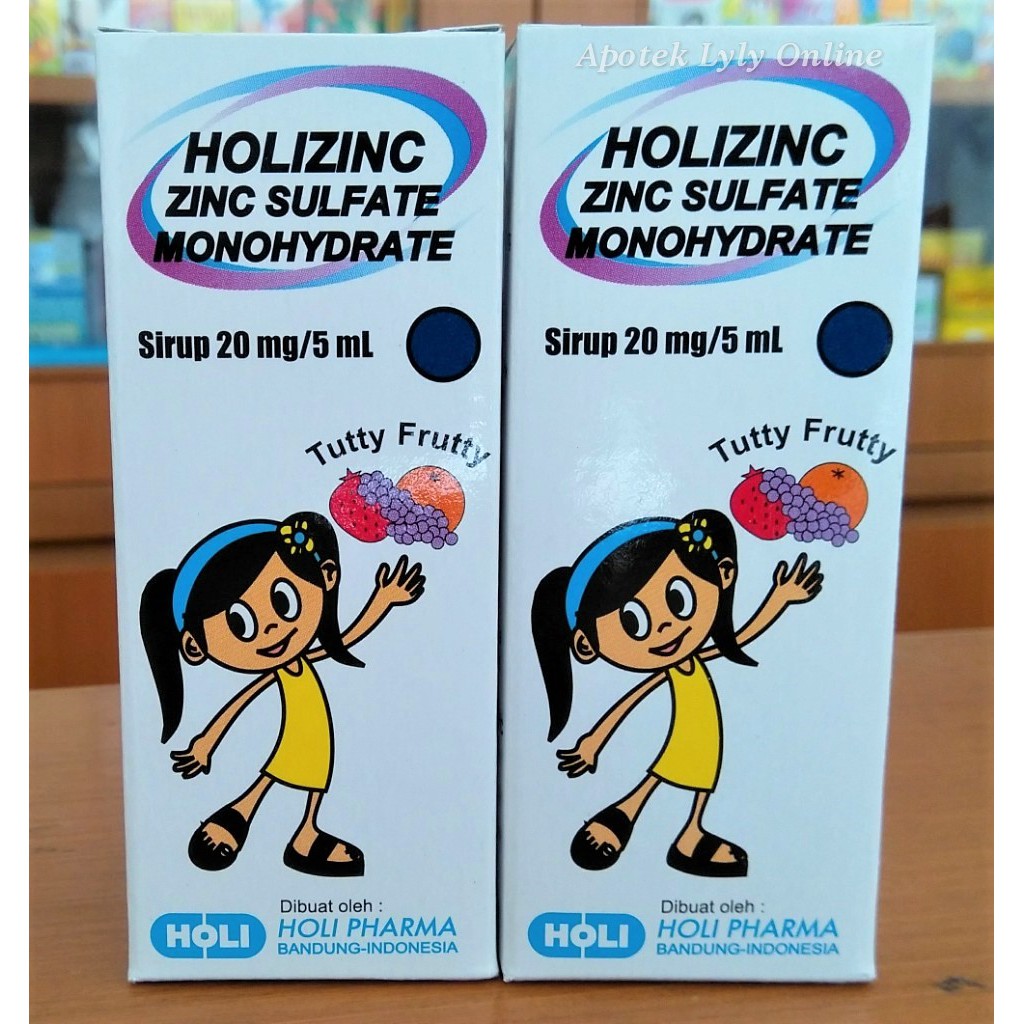 Apotek Lyly Online
HOLIZINC
ZINC SULFATE
MONOHYDRATE
Sirup 20 mg/5 mL
Tutty Frutty
HOLI
Dibuat oleh :
HOLI PHARMA
BANDUNG-INDONESIA
HOLIZINC
ZINC SULFATE
MONOHYDRATE
Sirup 20 mg/5 mL
Tutty Frutty
HOLI
Dibuat oleh :
HOLI PHARMA
BANDUNG-INDONESIA